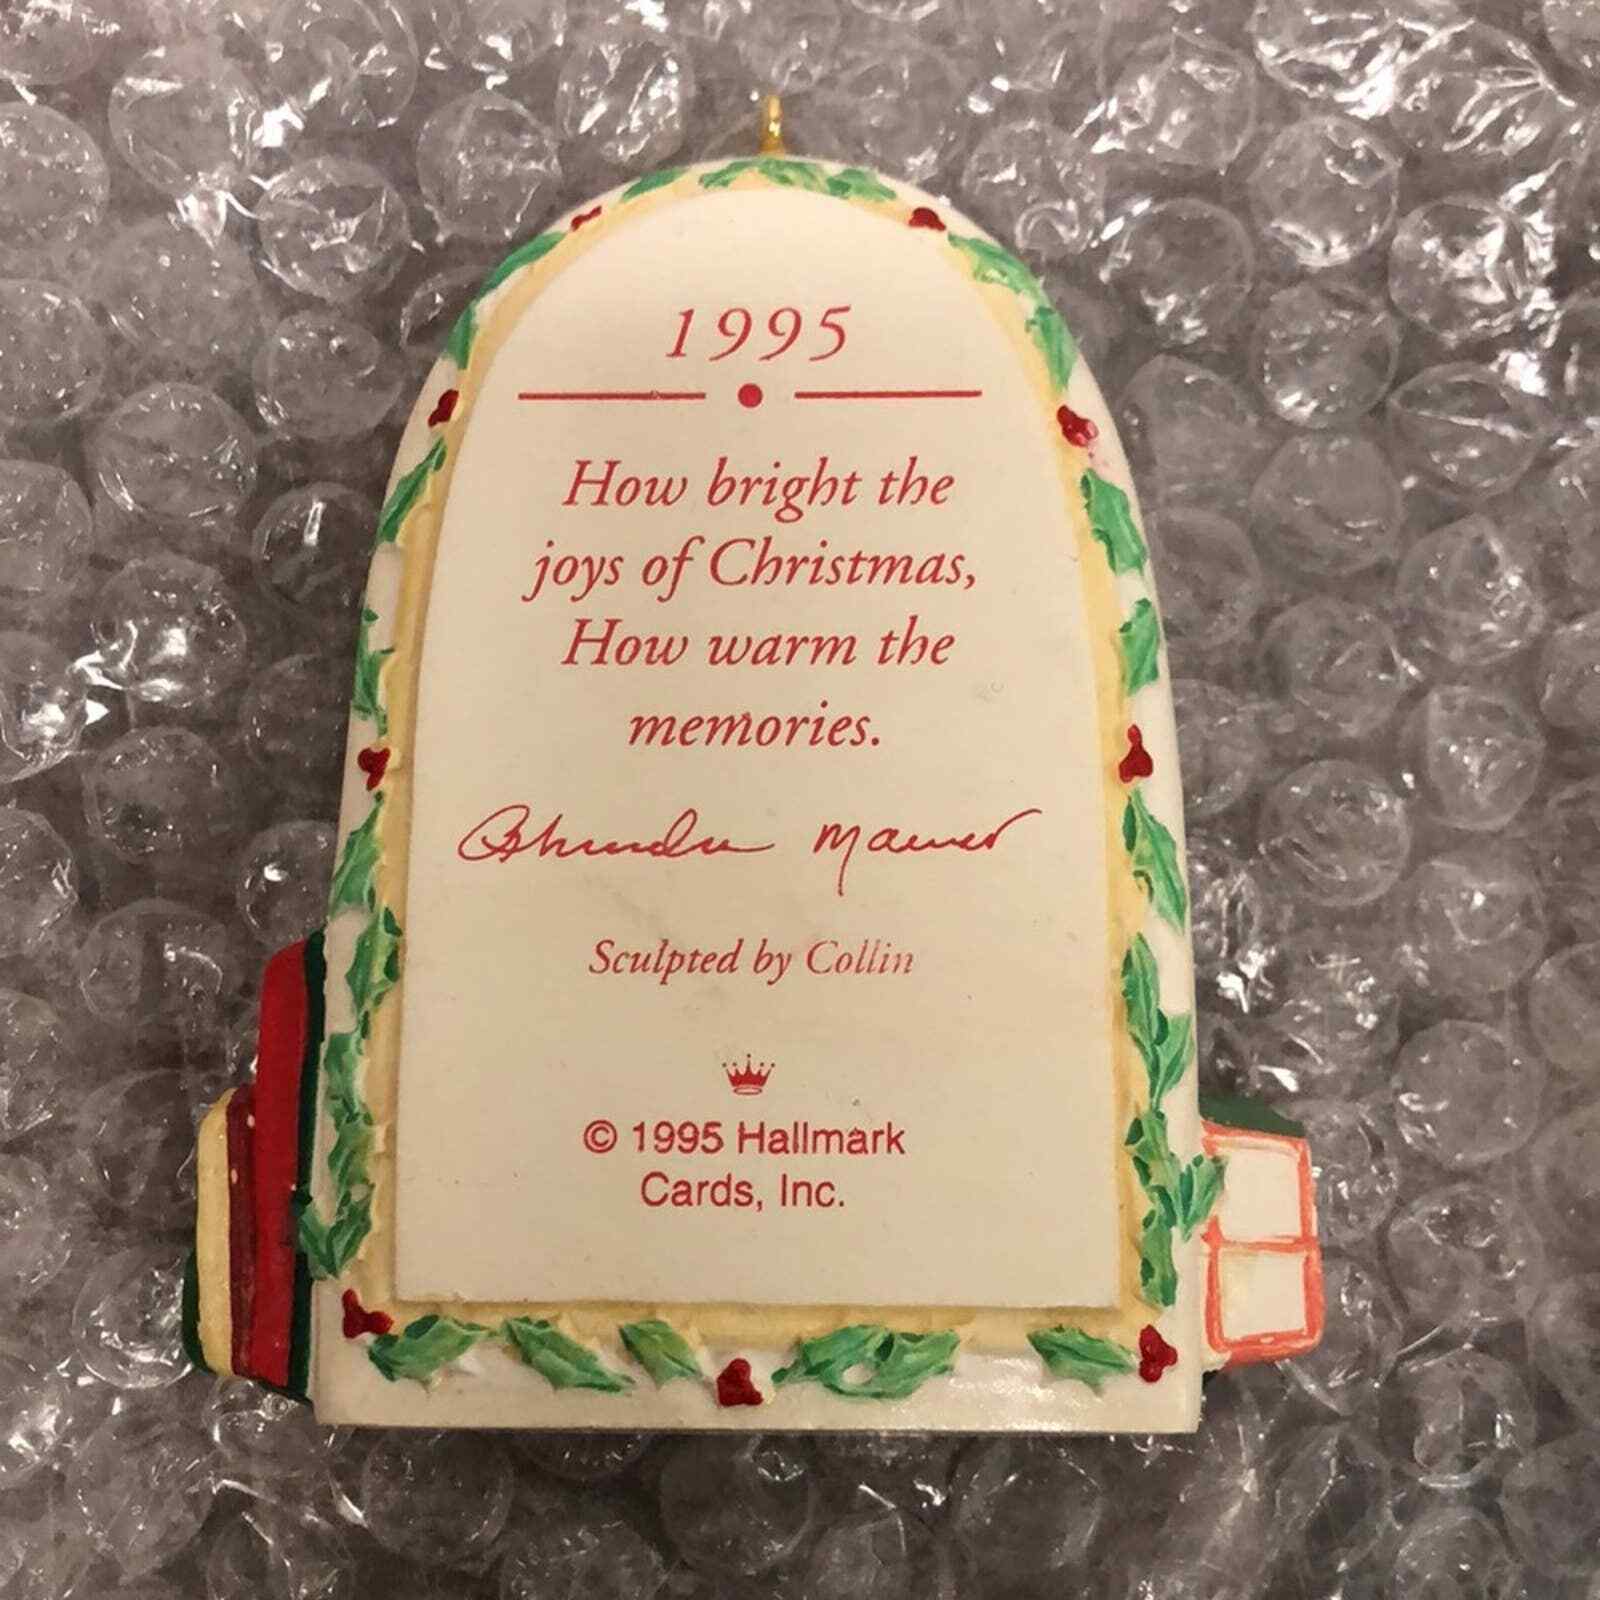 1995
How bright the
joys of Christmas,
How warm the
memories.
Sculpted by Collin
© 1995 Hallmark
Cards, Inc.